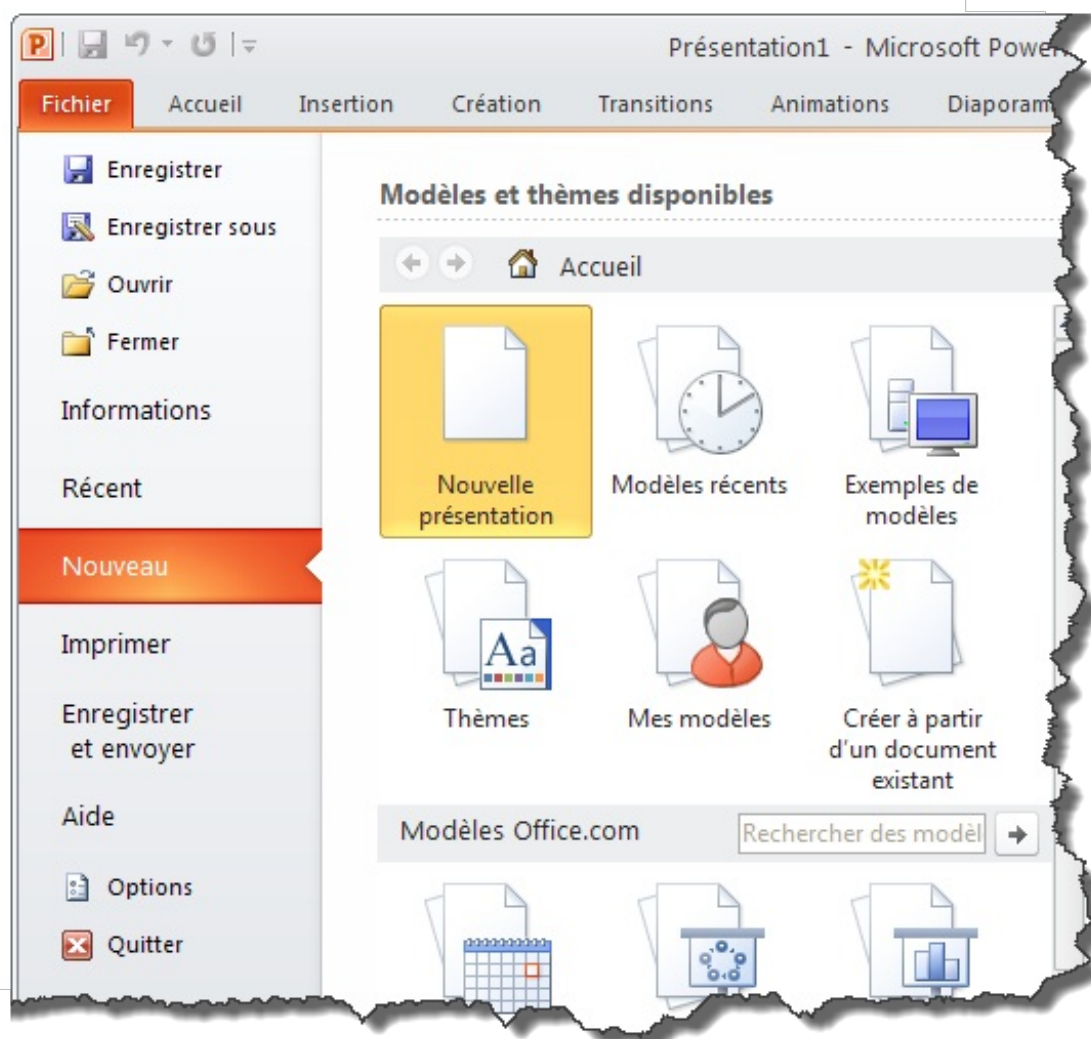 Présentation1 - Microsoft
Fichier Accueil Insertion Création Transitions Animations
Enregistrer
Enregistrer sous
Ouvrir
Fermer
Informations
Récent
Nouveau
Imprimer
Enregistrer
et envoyer
Aide
Options
Quitter
Modèles et thèmes disponibles
Accueil
Nouvelle
présentation
Modèles récents
Exemples de
modèles
Thèmes
Mes modèles
Créer à partir
d'un document
existant
Modèles Office.com
Rechercher des modèl
Aa